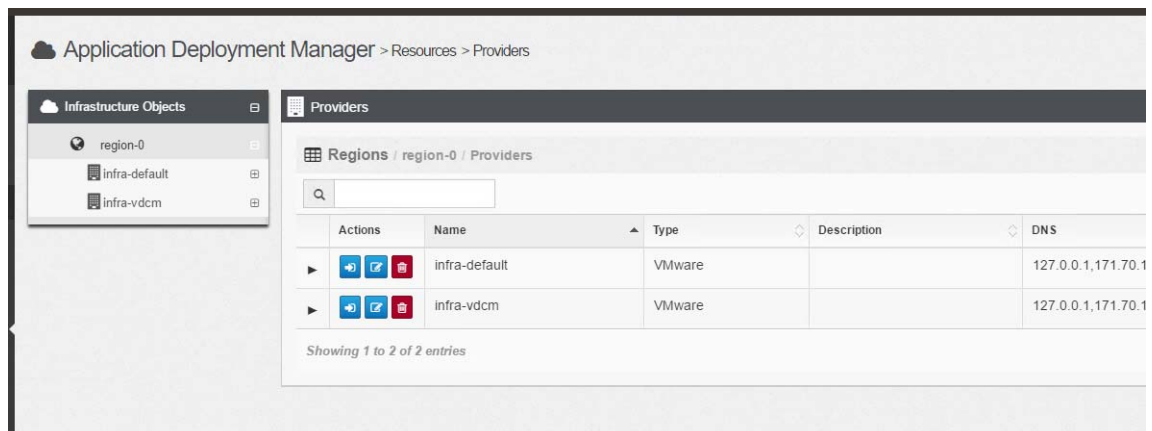 Application Deployment Manager > Resources > Providers
Infrastructure Objects
region-0
infra-default
infra-vdcm
Providers
Regions / region-0 / Providers
Actions Name Type Description DNS
infra-default VMware 127.0.0.1,171.70.1
infra-vdcm VMware 127.0.0.1,171.70.1
Showing 1 to 2 of 2 entries